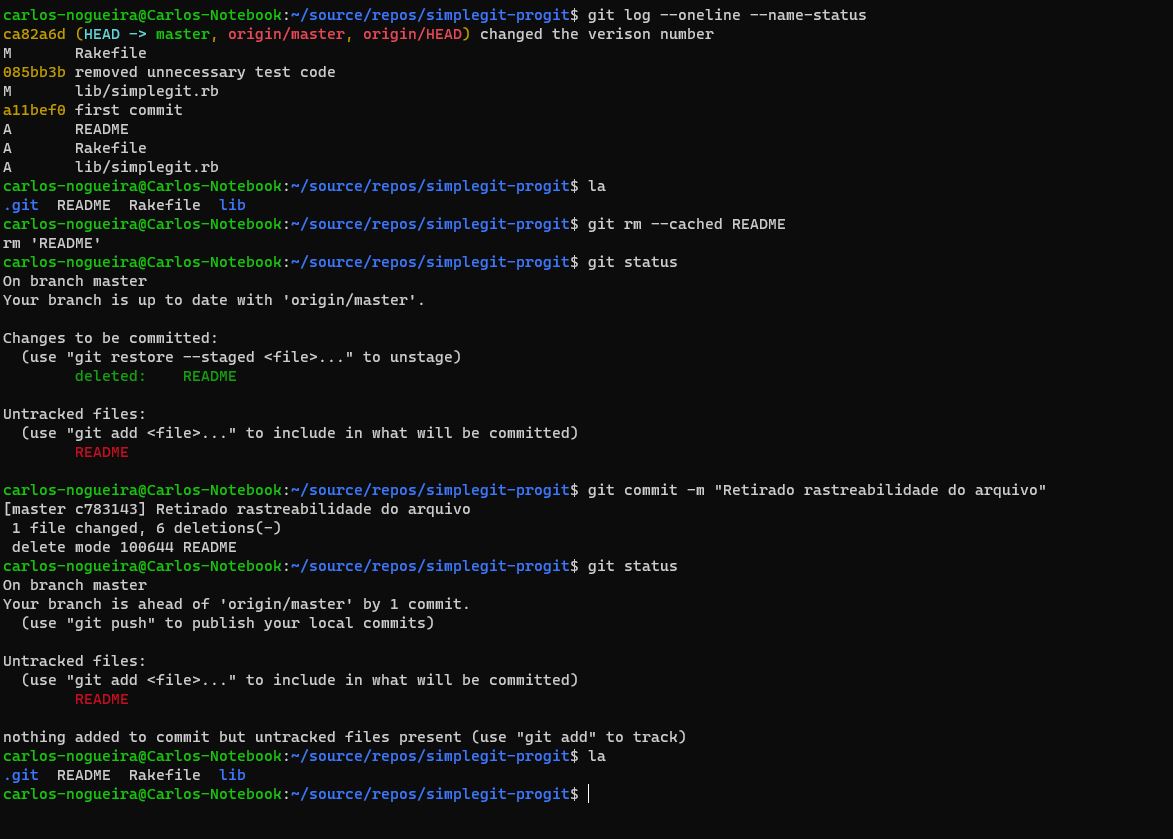 carlos-nogueira@Carlos-Notebook:~/source/repos/simplegit-progit$ git log --oneline --name-status
ca82a6d (HEAD -> master, origin/master, origin/HEAD) changed the verison number
M       Rakefile
085bb3b removed unnecessary test code
M       lib/simplegit.rb
a11bef0 first commit
A       README
A       Rakefile
A       lib/simplegit.rb
carlos-nogueira@Carlos-Notebook:~/source/repos/simplegit-progit$ la
.git  README  Rakefile  lib
carlos-nogueira@Carlos-Notebook:~/source/repos/simplegit-progit$ git rm --cached README
rm 'README'
carlos-nogueira@Carlos-Notebook:~/source/repos/simplegit-progit$ git status
On branch master
Your branch is up to date with 'origin/master'.

Changes to be committed:
  (use "git restore --staged <file>..." to unstage)
        deleted:    README

Untracked files:
  (use "git add <file>..." to include in what will be committed)
        README

carlos-nogueira@Carlos-Notebook:~/source/repos/simplegit-progit$ git commit -m "Retirado rastreabilidade do arquivo"
[master c783143] Retirado rastreabilidade do arquivo
 1 file changed, 6 deletions(-)
 delete mode 100644 README
carlos-nogueira@Carlos-Notebook:~/source/repos/simplegit-progit$ git status
On branch master
Your branch is ahead of 'origin/master' by 1 commit.
  (use "git push" to publish your local commits)

Untracked files:
  (use "git add <file>..." to include in what will be committed)
        README

nothing added to commit but untracked files present (use "git add" to track)
carlos-nogueira@Carlos-Notebook:~/source/repos/simplegit-progit$ la
.git  README  Rakefile  lib
carlos-nogueira@Carlos-Notebook:~/source/repos/simplegit-progit$